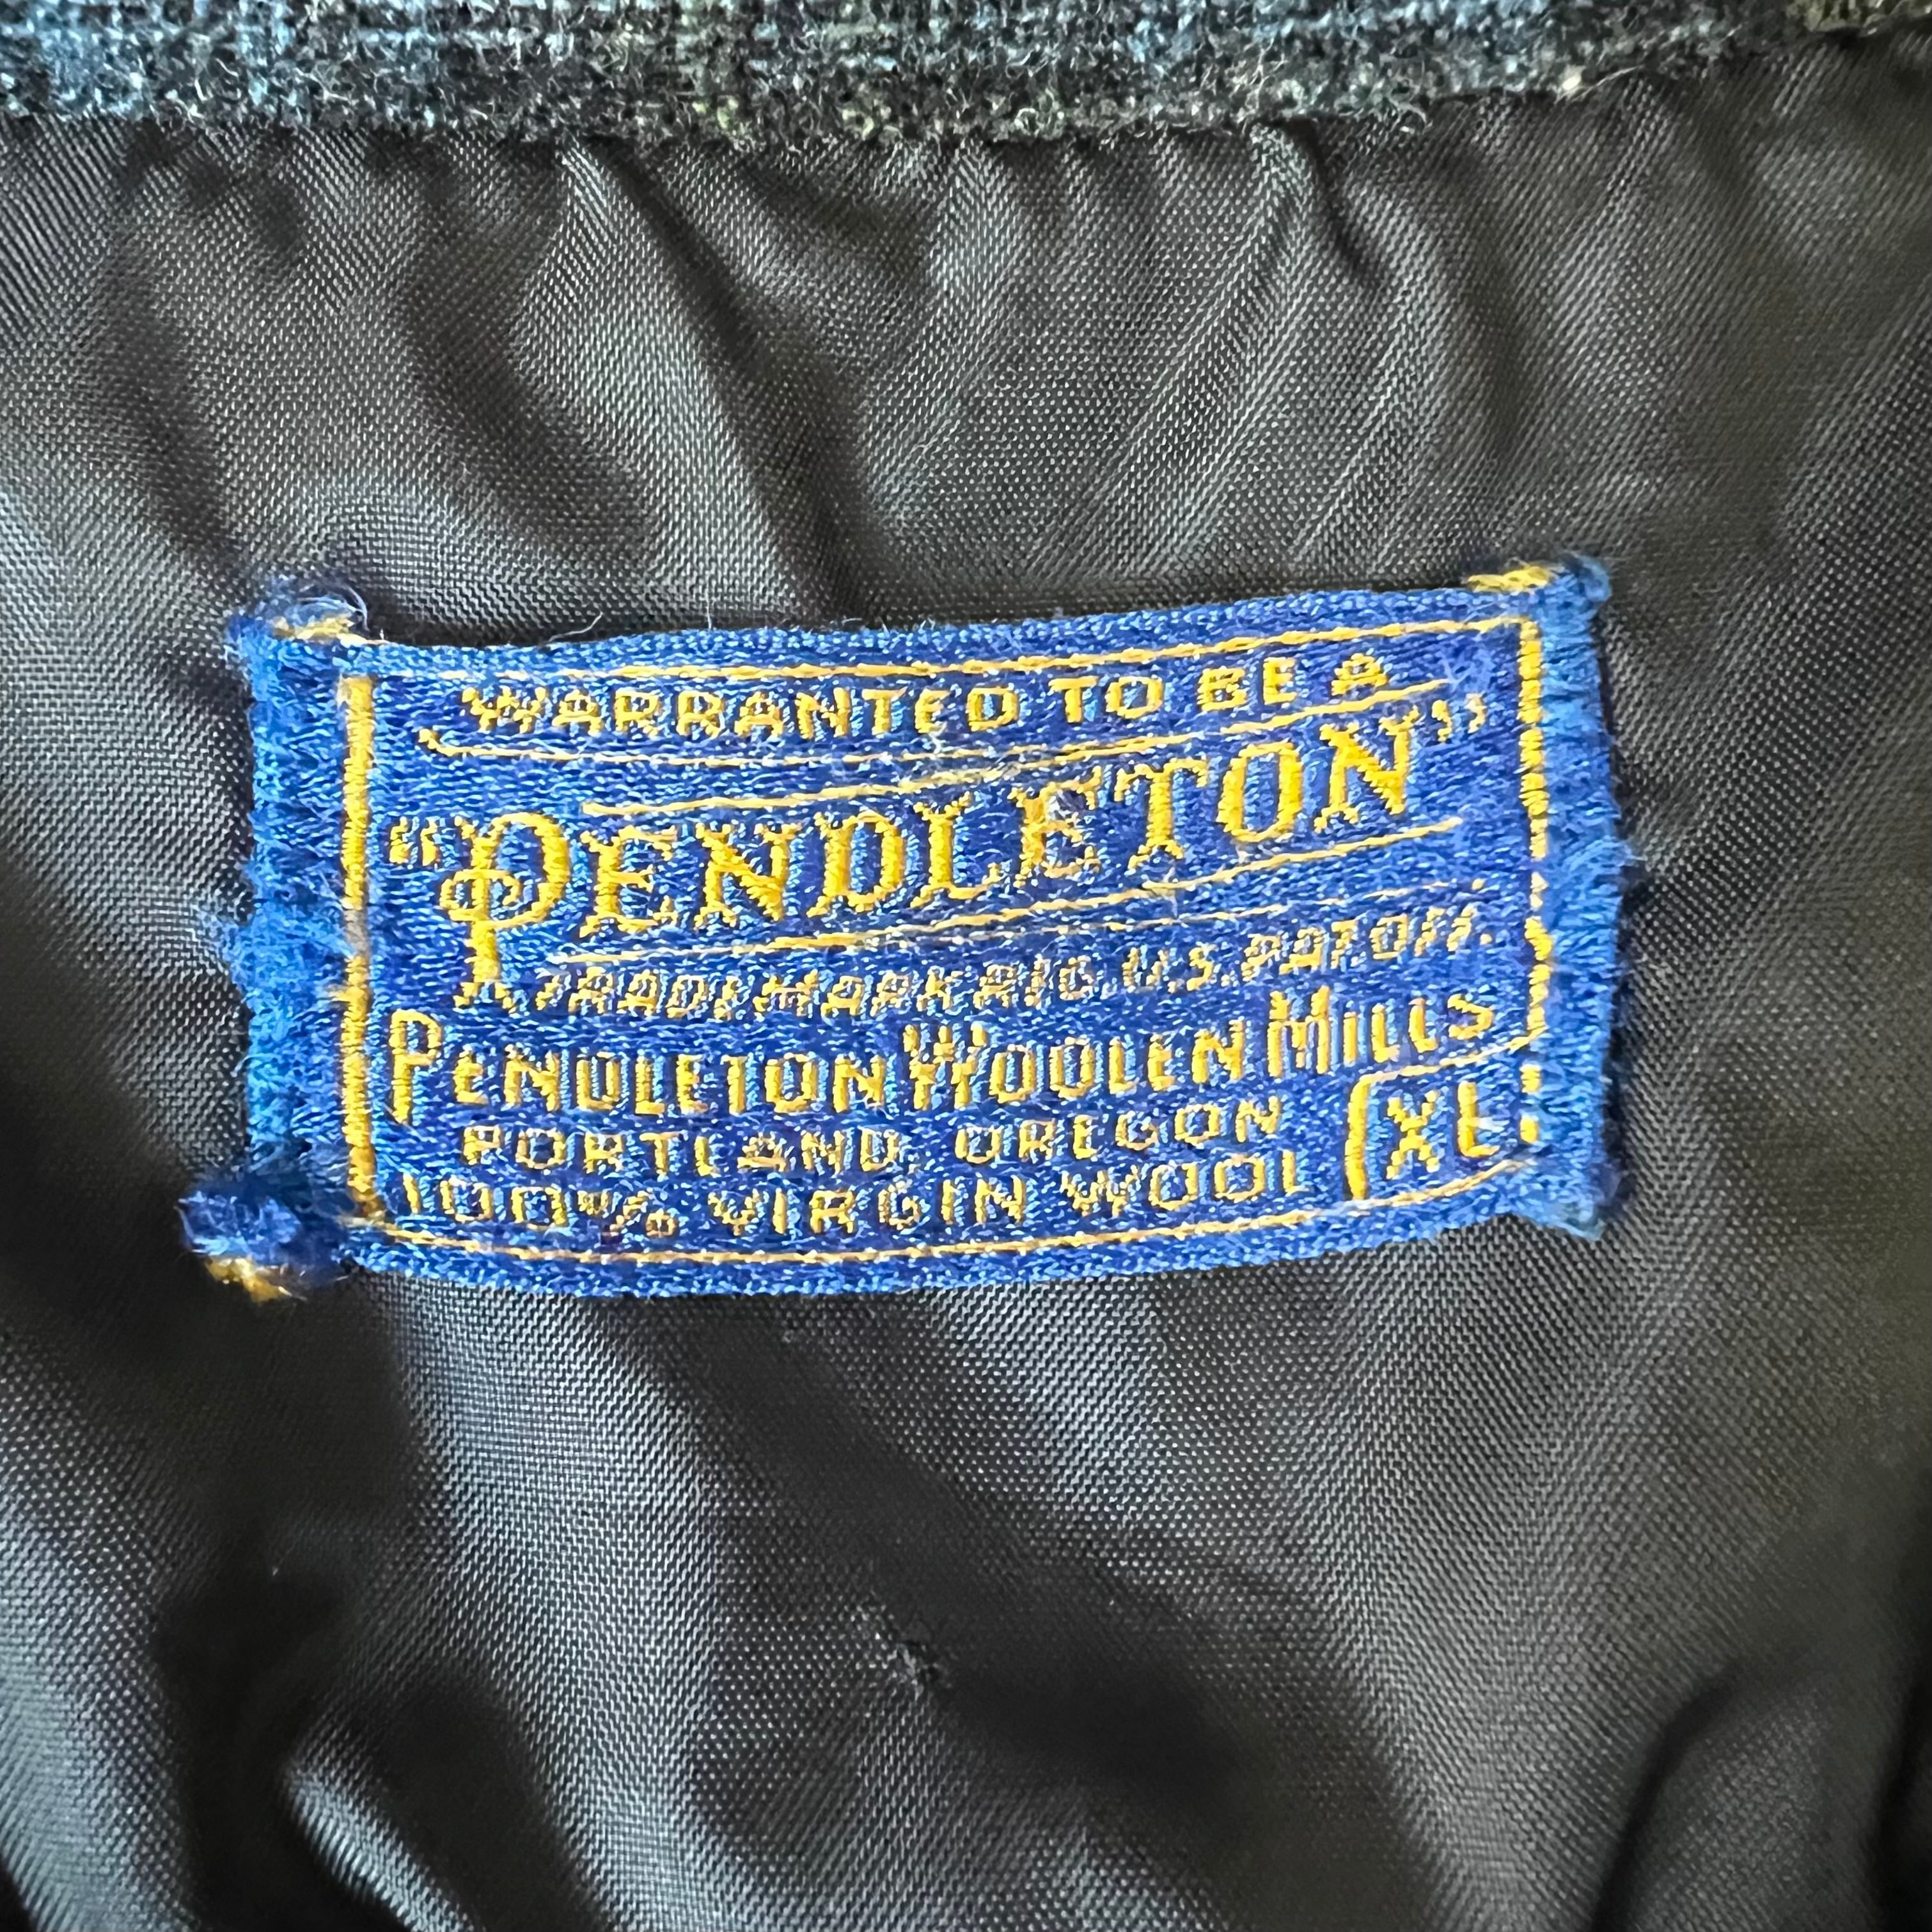 WARRANTED TO BE A
"PENDLETON"
TRADE MARK REG. U.S. PAT. OFF.
PENDLETON WOOLEN MILLS
PORTLAND, OREGON
100% VIRGIN WOOL XL